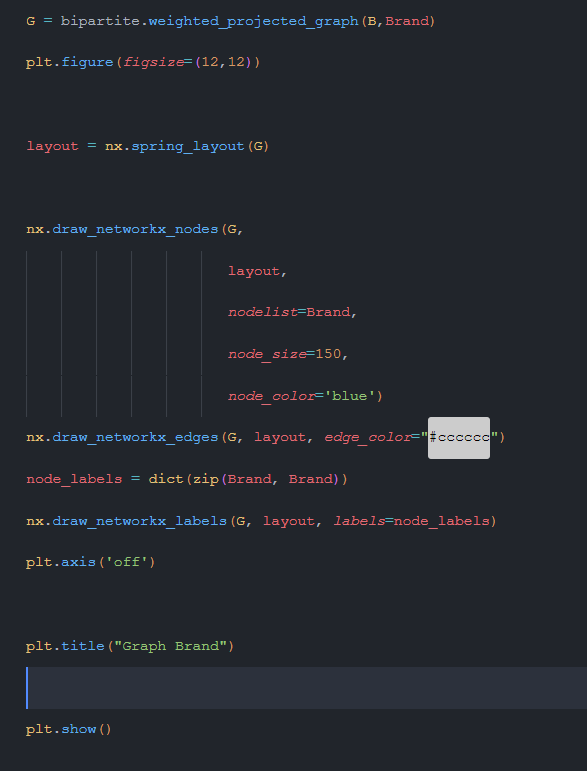 G = bipartite.weighted_projected_graph(B,Brand)
plt.figure(figsize=(12,12))
layout = nx.spring_layout(G)
nx.draw_networkx_nodes(G,
layout,
nodelist=Brand,
node_size=150,
node_color='blue')
nx.draw_networkx_edges(G, layout, edge_color="#cccccc")
node_labels = dict(zip(Brand, Brand))
nx.draw_networkx_labels(G, layout, labels=node_labels)
plt.axis('off')
plt.title("Graph Brand")
plt.show()